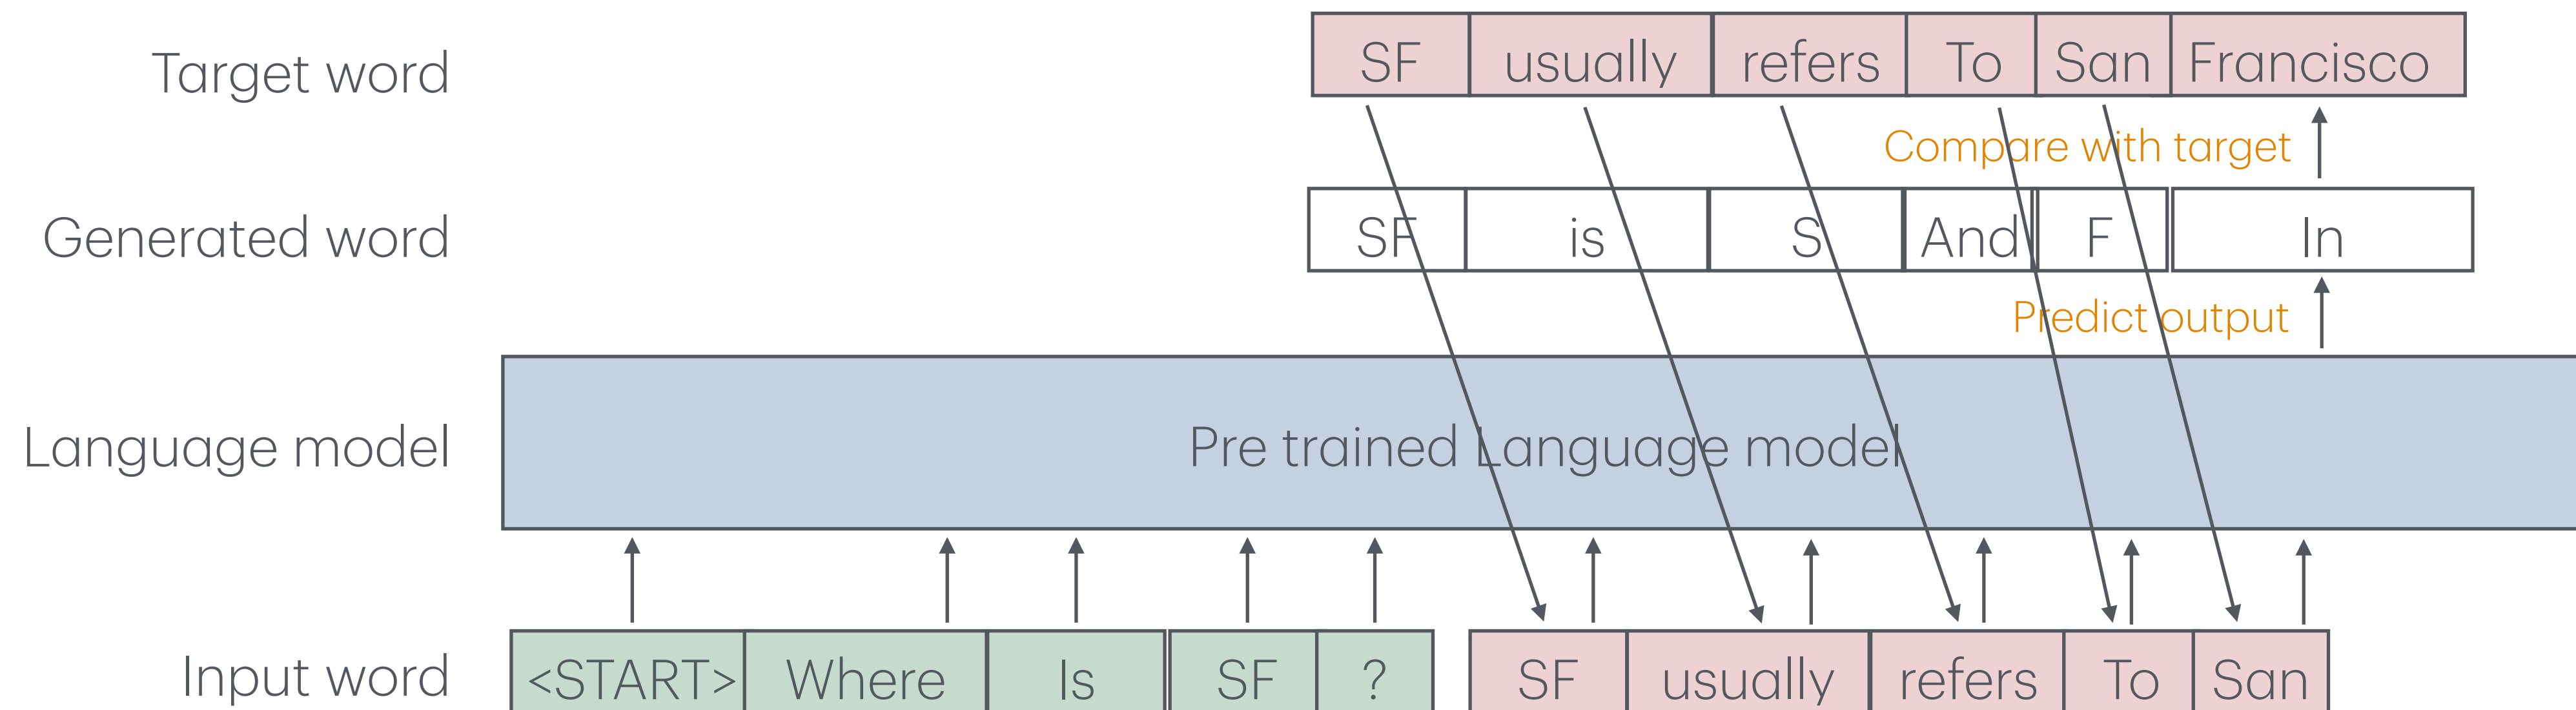 Target word SF usually refers To San Francisco
Compare with target
Generated word SF is S And F In
Predict output
Language model Pre trained Language model
Input word <START> Where Is SF ? SF usually refers To San